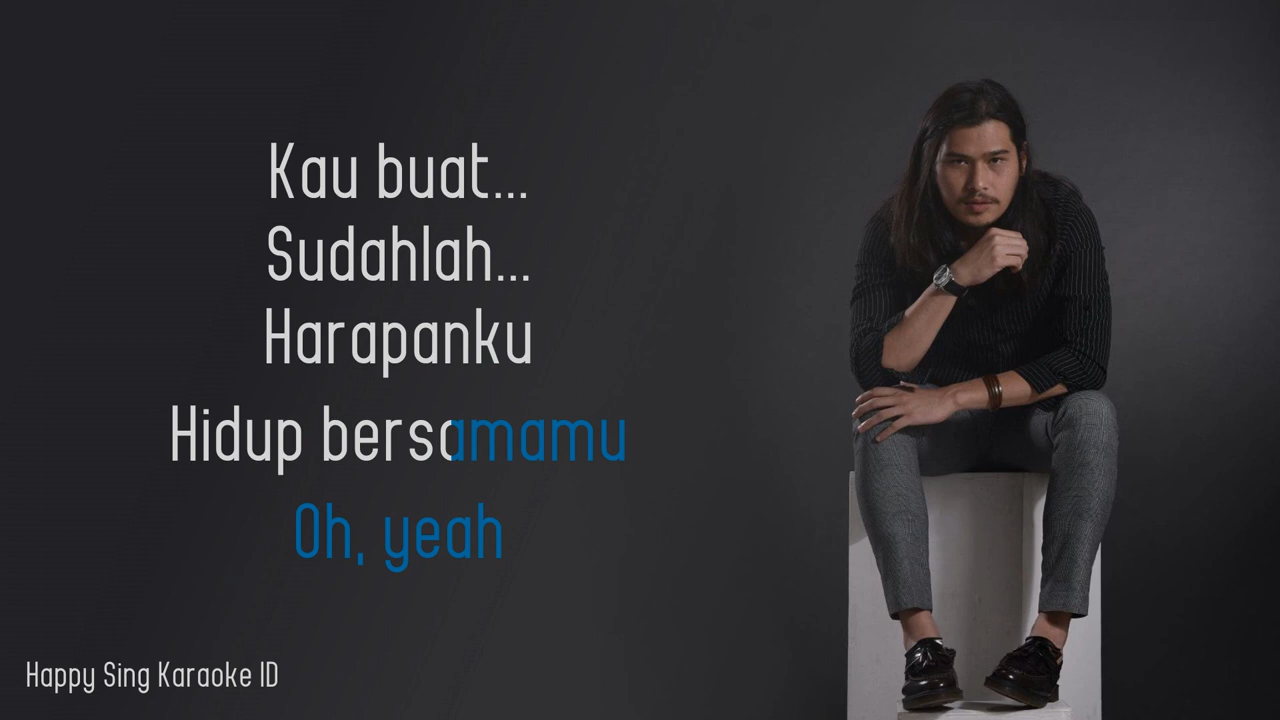 Kau buat...
Sudahlah...
Harapanku
Hidup bersamamu
Oh, yeah
Happy Sing Karaoke ID